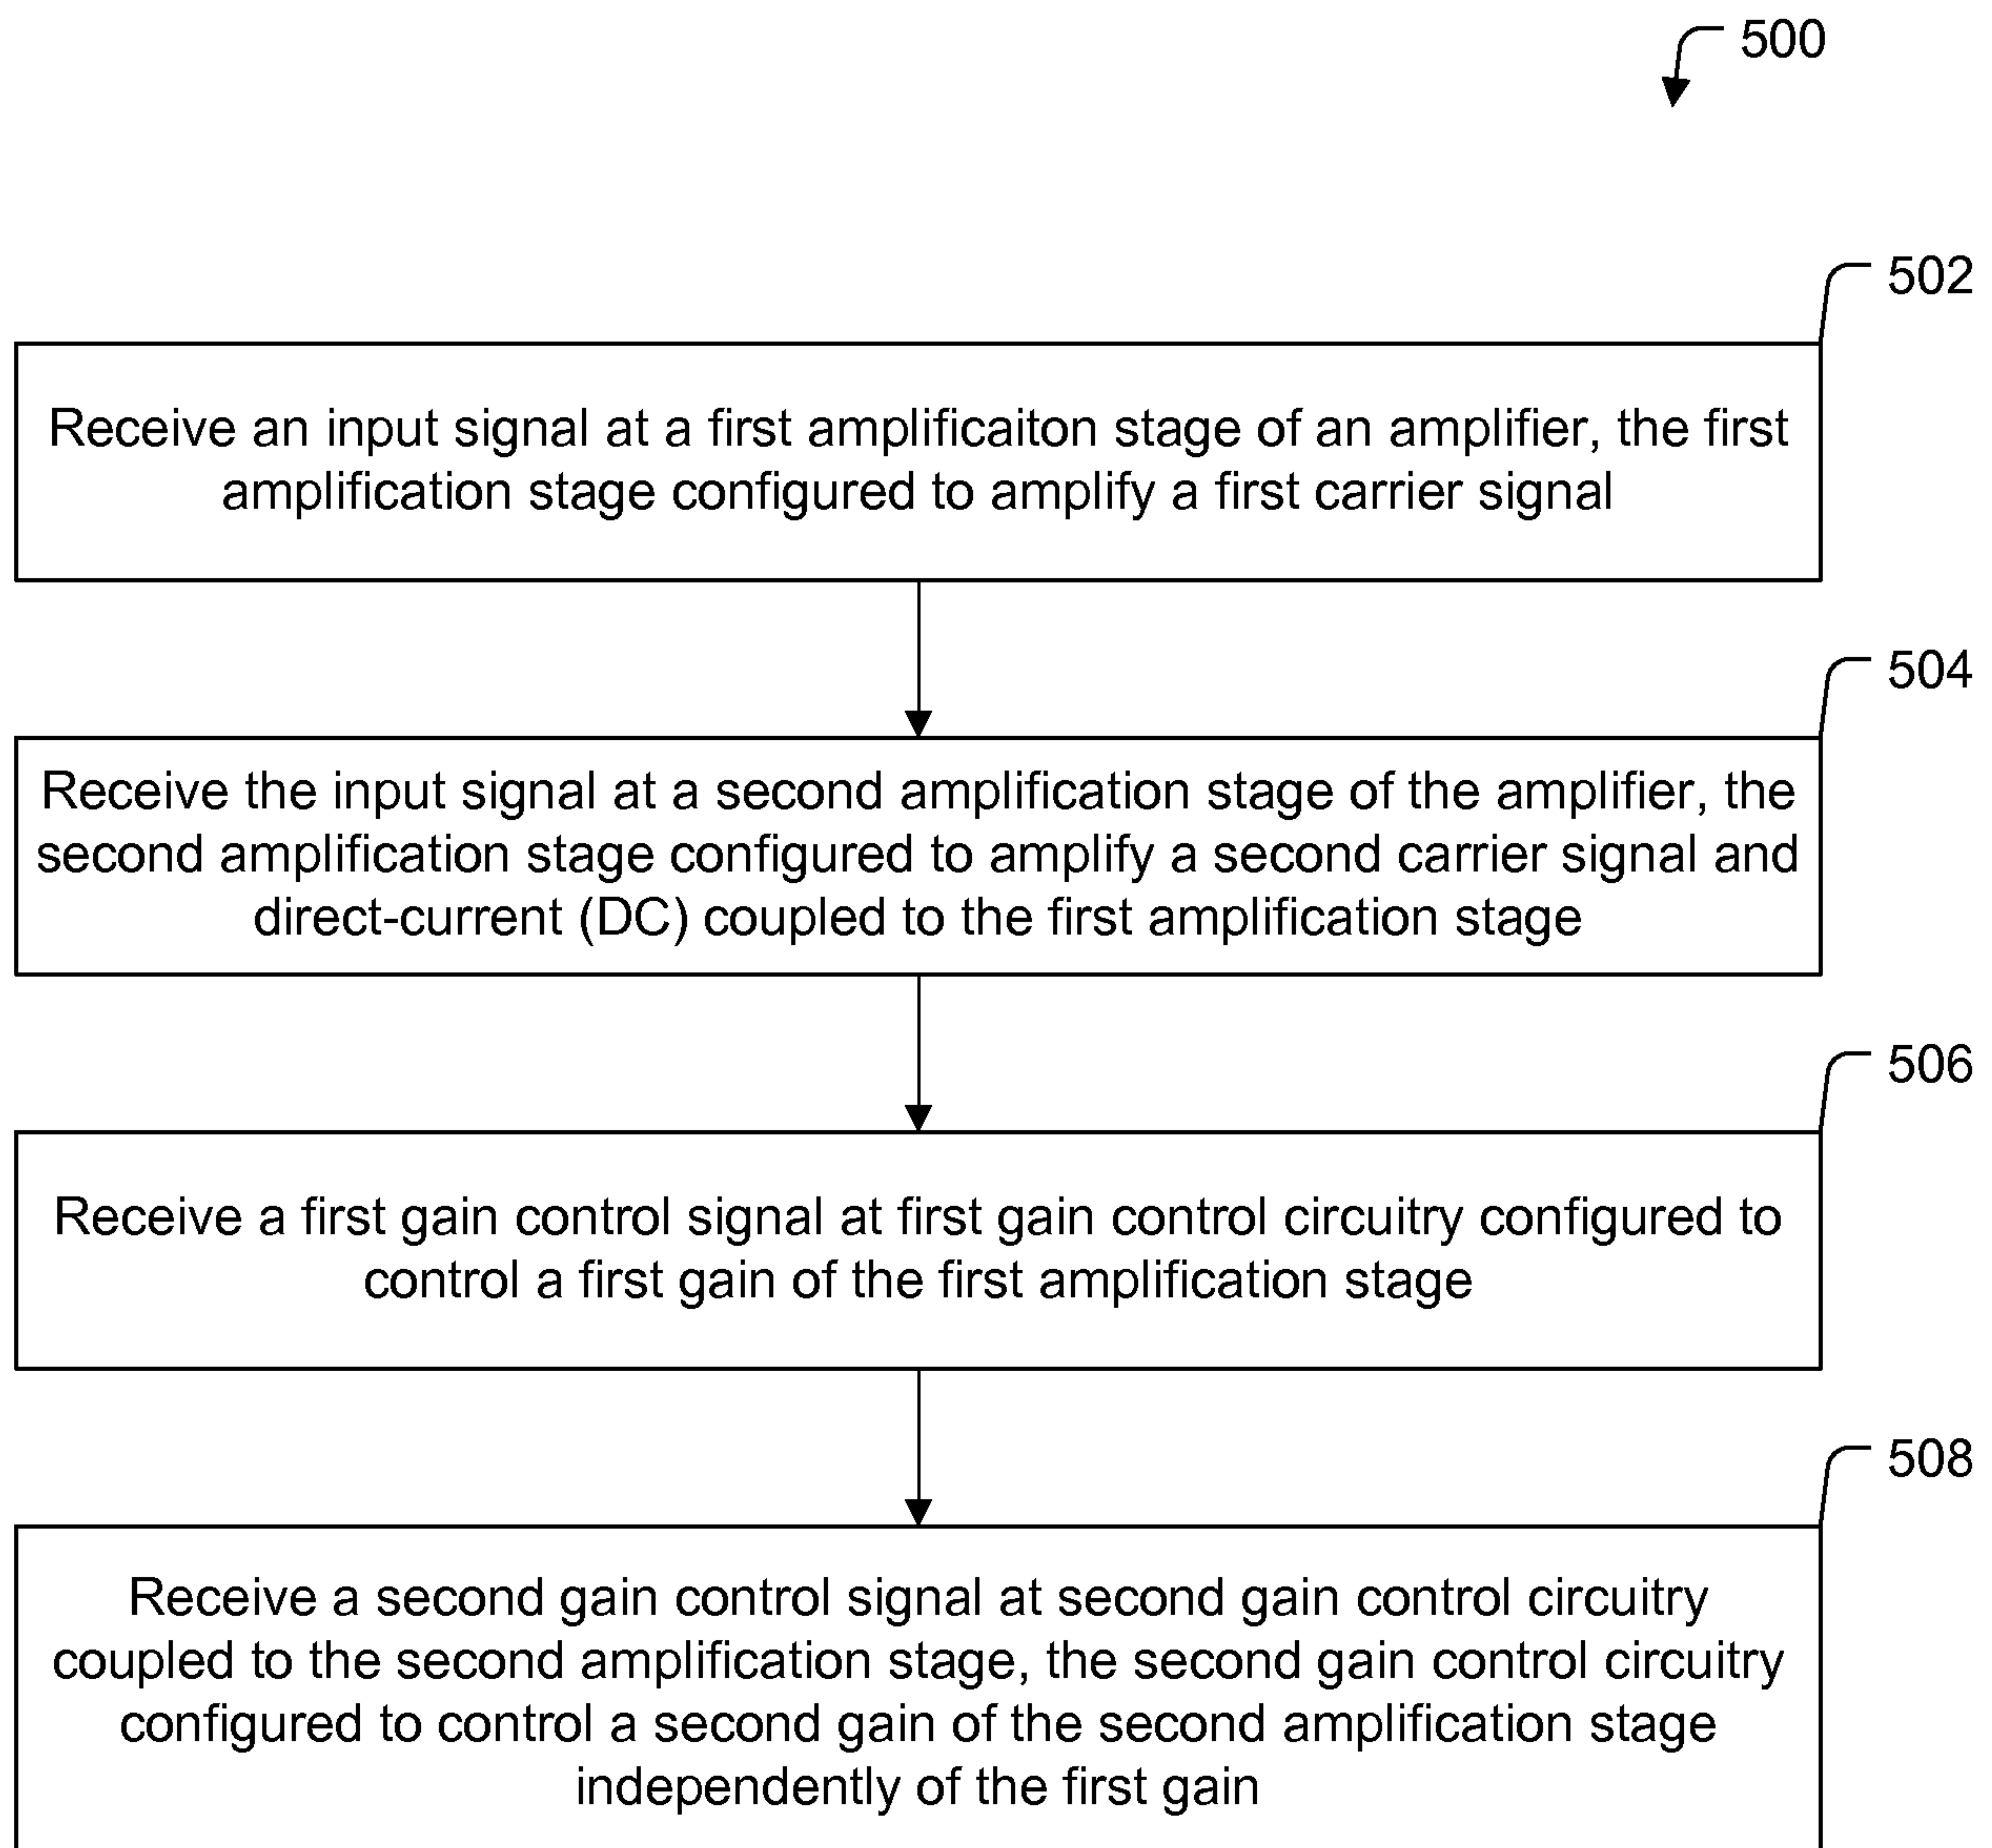 500
502
Receive an input signal at a first amplificaiton stage of an amplifier, the first
amplification stage configured to amplify a first carrier signal
504
Receive the input signal at a second amplification stage of the amplifier, the
second amplification stage configured to amplify a second carrier signal and
direct-current (DC) coupled to the first amplification stage
506
Receive a first gain control signal at first gain control circuitry configured to
control a first gain of the first amplification stage
508
Receive a second gain control signal at second gain control circuitry
coupled to the second amplification stage, the second gain control circuitry
configured to control a second gain of the second amplification stage
independently of the first gain